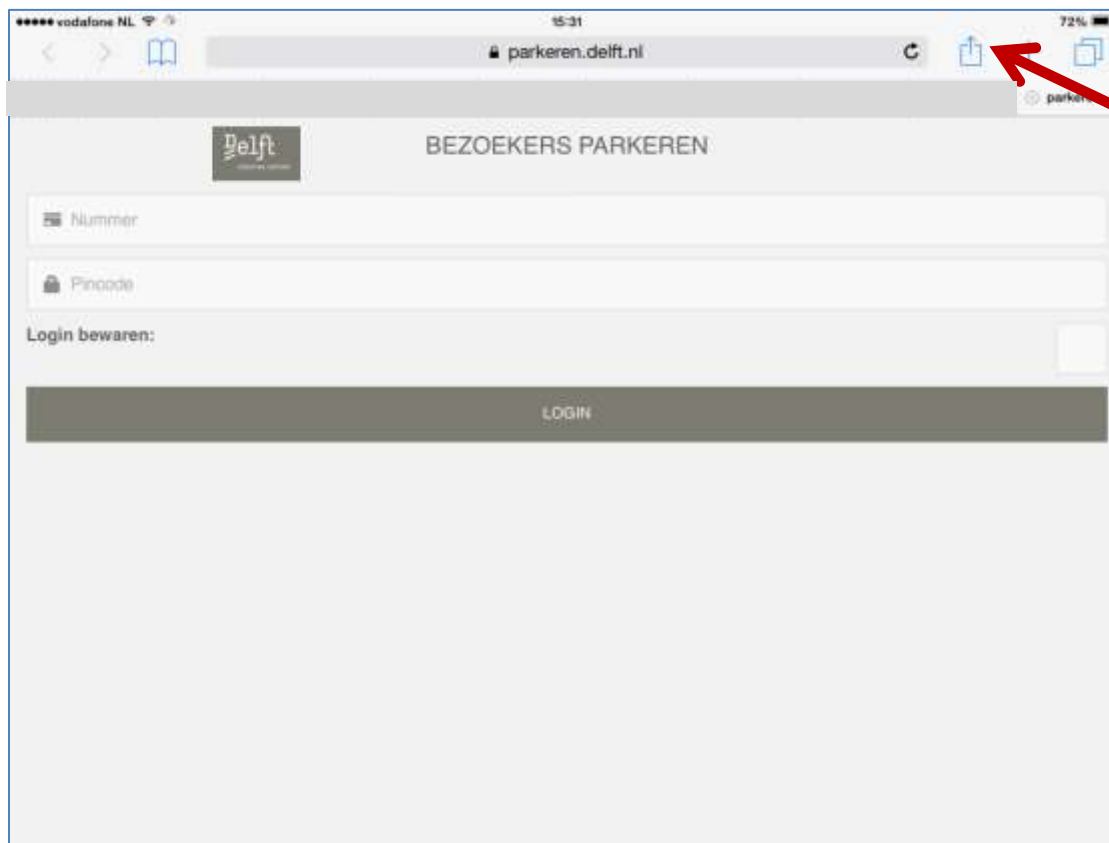 vodafone NL 15:31 72%
parkeren.delft.nl
Delft
BEZOEKERS PARKEREN
Nummer
Pincode
Login bewaren:
LOGIN